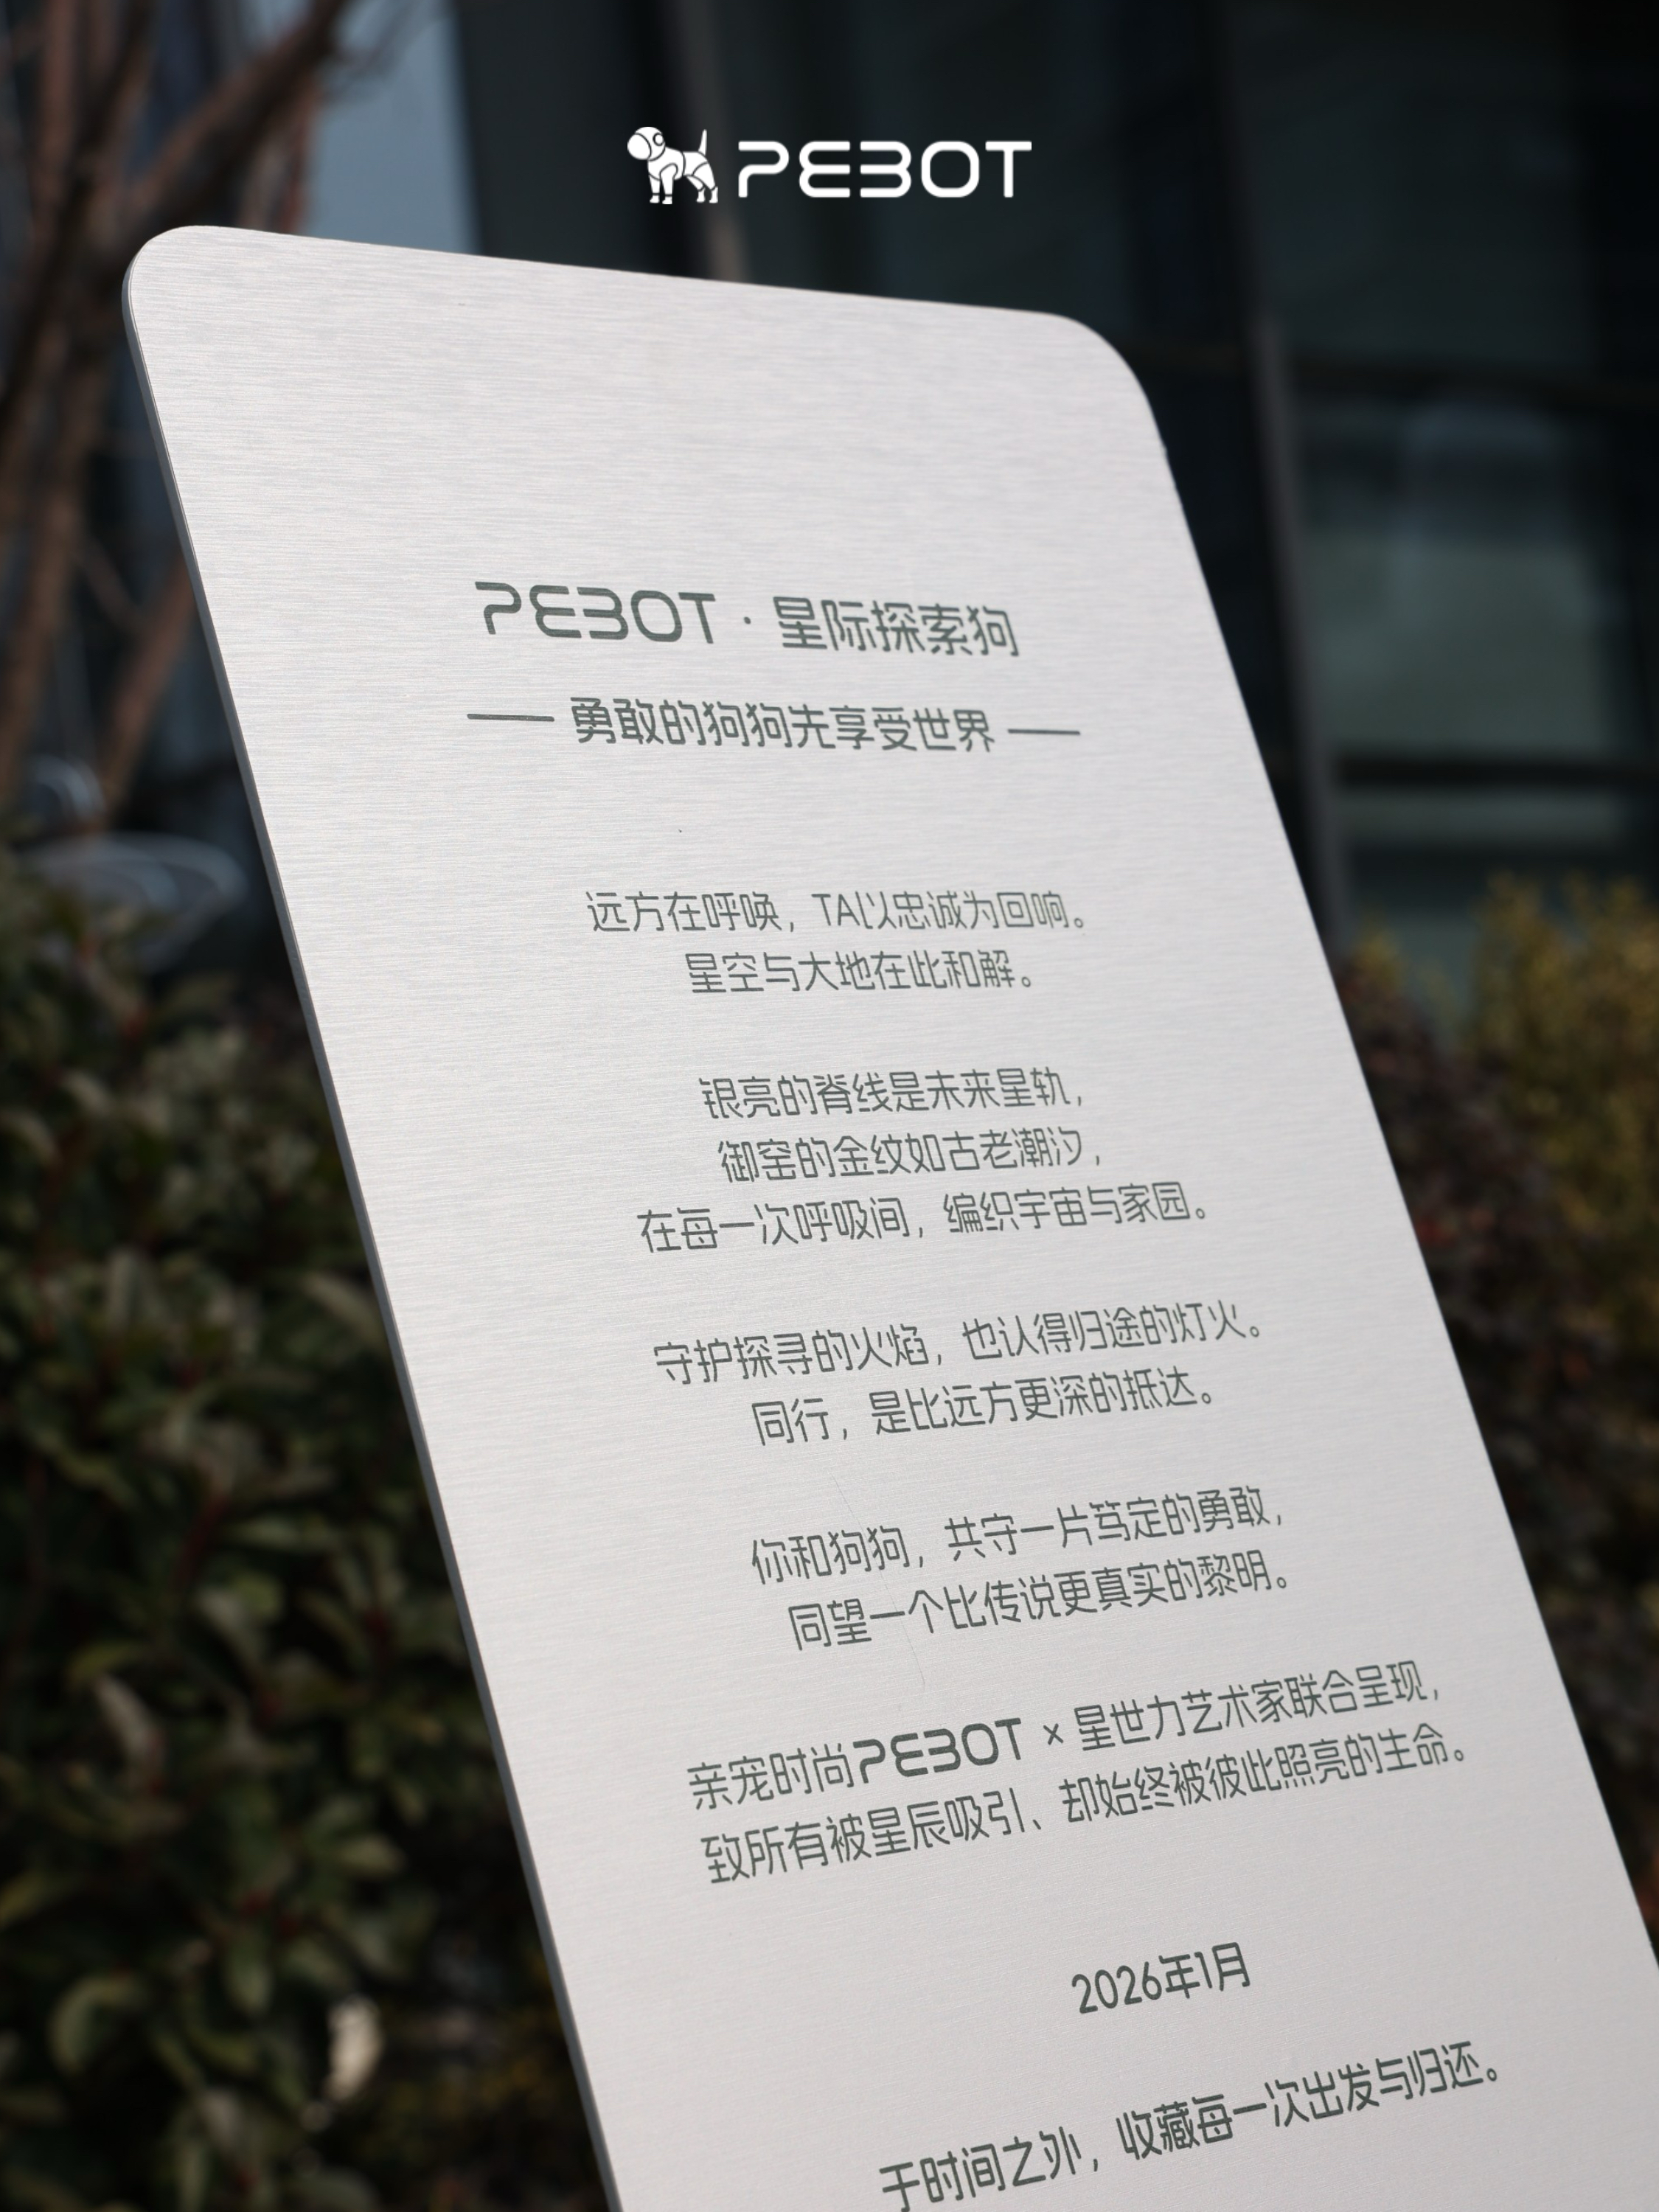 PEBOT
PEBOT · 星际探索狗
—— 勇敢的狗狗先享受世界 ——
远方在呼唤，TA以忠诚为回响。
星空与大地在此和解。
银亮的脊线是未来星轨，
御窑的金纹如古老潮汐，
在每一次呼吸间，编织宇宙与家园。
守护探寻的火焰，也认得归途的灯火。
同行，是比远方更深的抵达。
你和狗狗，共守一片笃定的勇敢，
同望一个比传说更真实的黎明。
亲宠时尚PEBOT × 星世力艺术家联合呈现，
致所有被星辰吸引、却始终被彼此照亮的生命。
2026年1月
于时间之外，收藏每一次出发与归还。